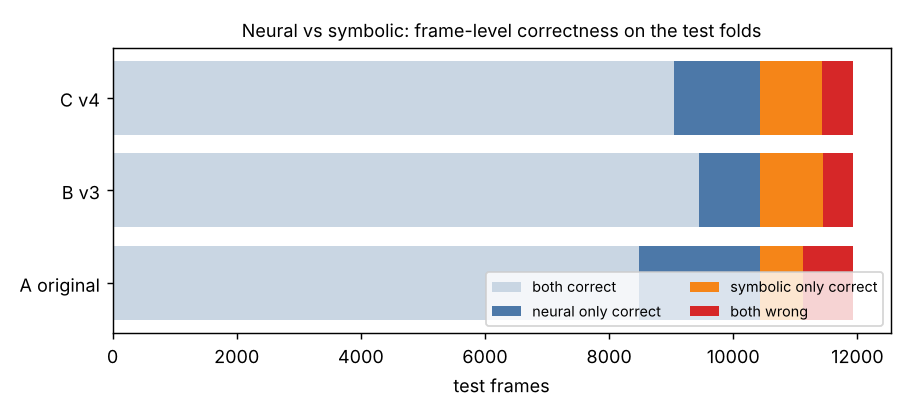 Neural vs symbolic: frame-level correctness on the test folds
C v4
B v3
A original
both correct
symbolic only correct
neural only correct
both wrong
0 2000 4000 6000 8000 10000 12000
test frames